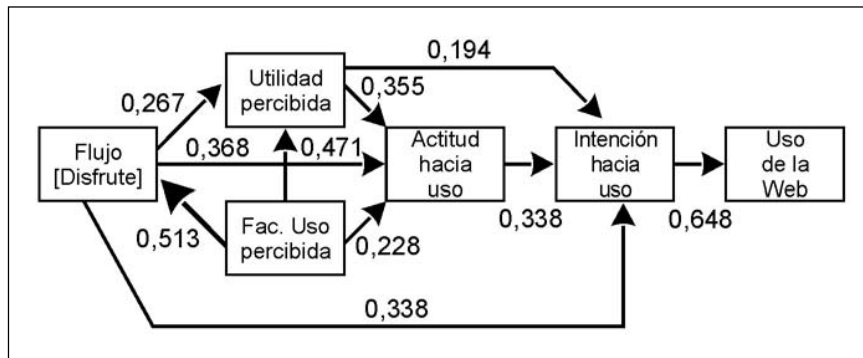 0,194
Utilidad
percibida
0,355
0,267
Flujo
[Disfrute]
0,368
0,471
Actitud
hacia
uso
Intención
hacia
uso
Uso
de la
Web
0,513
Fac. Uso
percibida
0,228
0,338
0,648
0,338